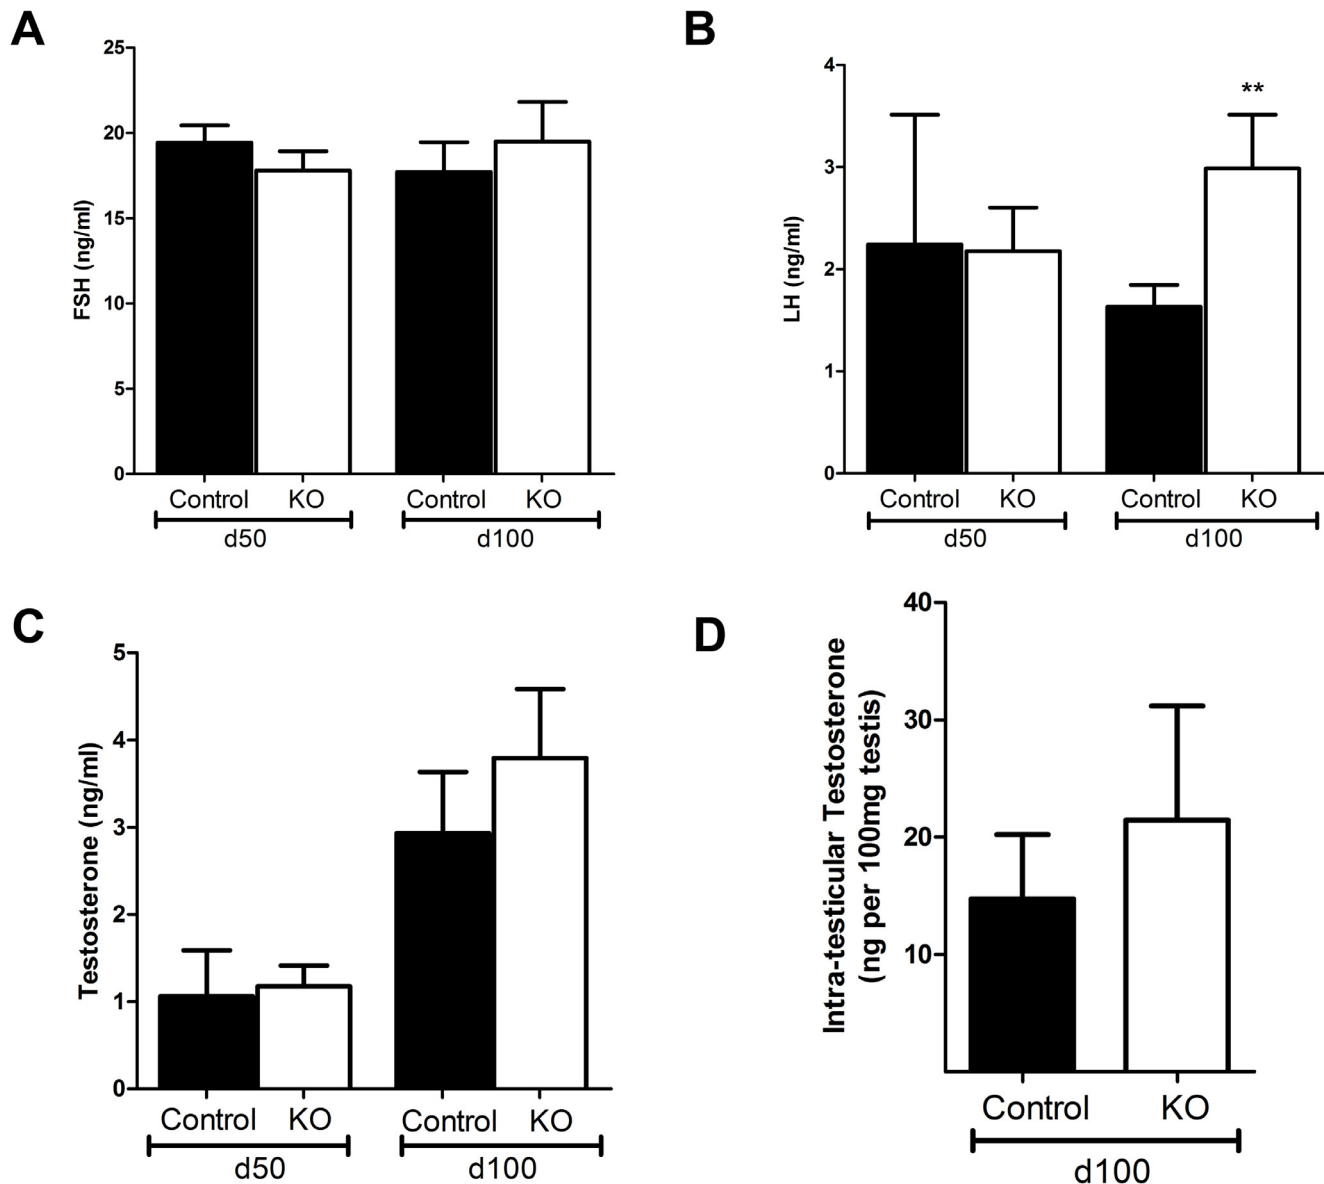 A
FSH (ng/ml)
25
20
15
10
5
0
Control KO Control KO
d50 d100
B
LH (ng/ml)
4
3
2
1
0
**
Control KO Control KO
d50 d100
C
Testosterone (ng/ml)
5
4
3
2
1
0
Control KO Control KO
d50 d100
D
Intra-testicular Testosterone
(ng per 100mg testis)
40
30
20
10
Control KO
d100